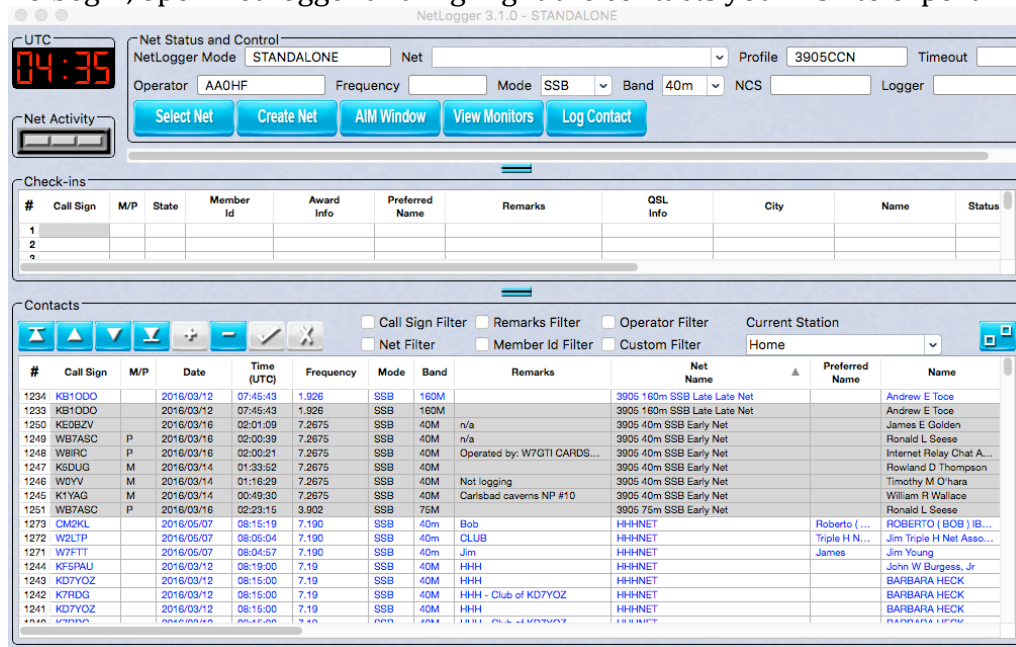 NetLogger 3.1.0 - STANDALONE
UTC
04:35
Net Status and Control
NetLogger Mode STANDALONE Net Profile 3905CCN Timeout
Operator AA0HF Frequency Mode SSB Band 40m NCS Logger
Select Net Create Net AIM Window View Monitors Log Contact
Net Activity
Check-ins
# Call Sign M/P State Member Id Award Info Preferred Name Remarks QSL Info City Name Status
1
2
Contacts
Call Sign Filter Remarks Filter Operator Filter Current Station
Net Filter Member Id Filter Custom Filter Home
# Call Sign M/P Date Time (UTC) Frequency Mode Band Remarks Net Name Preferred Name Name
1234 KB1ODO 2016/03/12 07:45:43 1.926 SSB 160M 3905 160m SSB Late Late Net Andrew E Toce
1233 KB1ODO 2016/03/12 07:45:43 1.926 SSB 160M 3905 160m SSB Late Late Net Andrew E Toce
1250 KE0BZV 2016/03/16 02:01:09 7.2675 SSB 40M n/a 3905 40m SSB Early Net James E Golden
1249 WB7ASC P 2016/03/16 02:00:39 7.2675 SSB 40M n/a 3905 40m SSB Early Net Ronald L Seese
1248 W8IRC P 2016/03/16 02:00:21 7.2675 SSB 40M Operated by: W7GTI CARDS... 3905 40m SSB Early Net Internet Relay Chat A...
1247 K5DUG M 2016/03/14 01:33:52 7.2675 SSB 40M 3905 40m SSB Early Net Rowland D Thompson
1246 W0YV M 2016/03/14 01:16:29 7.2675 SSB 40M Not logging 3905 40m SSB Early Net Timothy M O'hara
1245 K1YAG M 2016/03/14 00:49:30 7.2675 SSB 40M Carlsbad caverns NP #10 3905 40m SSB Early Net William R Wallace
1251 WB7ASC P 2016/03/16 02:23:15 3.902 SSB 75M 3905 75m SSB Early Net Ronald L Seese
1273 CM2KL 2016/05/07 08:15:19 7.190 SSB 40m Bob HHHNET Roberto (... ROBERTO ( BOB ) IB...
1272 W2LTP 2016/05/07 08:05:04 7.190 SSB 40m CLUB HHHNET Triple H N... Jim Triple H Net Asso...
1271 W7FTT 2016/05/07 08:04:57 7.190 SSB 40m Jim HHHNET James Jim Young
1244 KF5PAU 2016/03/12 08:19:00 7.19 SSB 40M HHH HHHNET John W Burgess, Jr
1243 KD7YOZ 2016/03/12 08:15:00 7.19 SSB 40M HHH HHHNET BARBARA HECK
1242 K7RDG 2016/03/12 08:15:00 7.19 SSB 40M HHH - Club of KD7YOZ HHHNET BARBARA HECK
1241 KD7YOZ 2016/03/12 08:15:00 7.19 SSB 40M HHH HHHNET BARBARA HECK